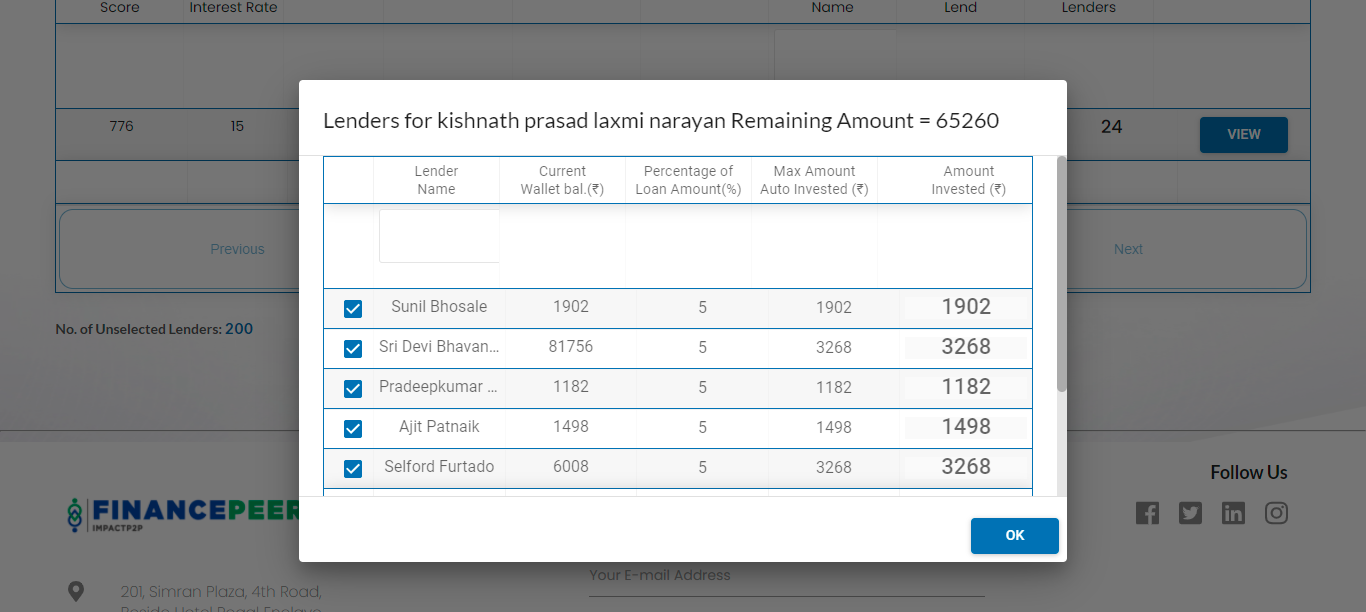 Score Interest Rate Name Lend Lenders
776 15 24 VIEW
Previous Next
No. of Unselected Lenders: 200
Lenders for kishnath prasad laxmi narayan Remaining Amount = 65260
Lender Name Current Wallet bal.(₹) Percentage of Loan Amount(%) Max Amount Auto Invested (₹) Amount Invested (₹)
Sunil Bhosale 1902 5 1902 1902
Sri Devi Bhavan... 81756 5 3268 3268
Pradeepkumar ... 1182 5 1182 1182
Ajit Patnaik 1498 5 1498 1498
Selford Furtado 6008 5 3268 3268
OK
FINANCEPEER
IMPACTP2P
Follow Us
201, Simran Plaza, 4th Road,
Your E-mail Address